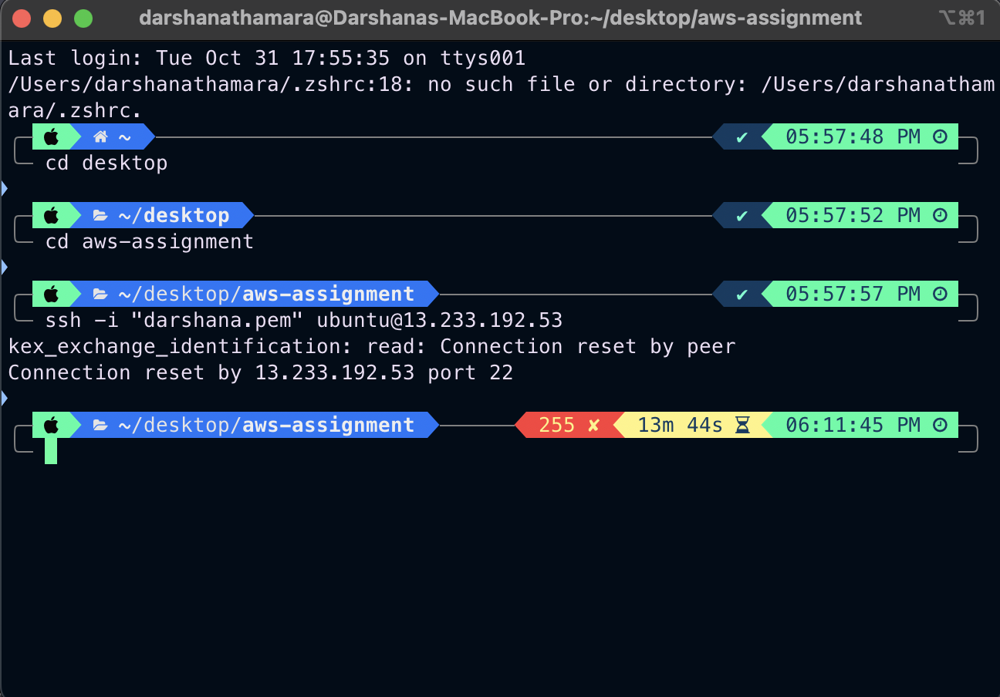 darshanathamara@Darshanas-MacBook-Pro:~/desktop/aws-assignment ⌥⌘1
Last login: Tue Oct 31 17:55:35 on ttys001
/Users/darshanathamara/.zshrc:18: no such file or directory: /Users/darshanatham
ara/.zshrc.
~ ✔ 05:57:48 PM
cd desktop
~/desktop ✔ 05:57:52 PM
cd aws-assignment
~/desktop/aws-assignment ✔ 05:57:57 PM
ssh -i "darshana.pem" ubuntu@13.233.192.53
kex_exchange_identification: read: Connection reset by peer
Connection reset by 13.233.192.53 port 22
~/desktop/aws-assignment 255 ✘ 13m 44s 06:11:45 PM